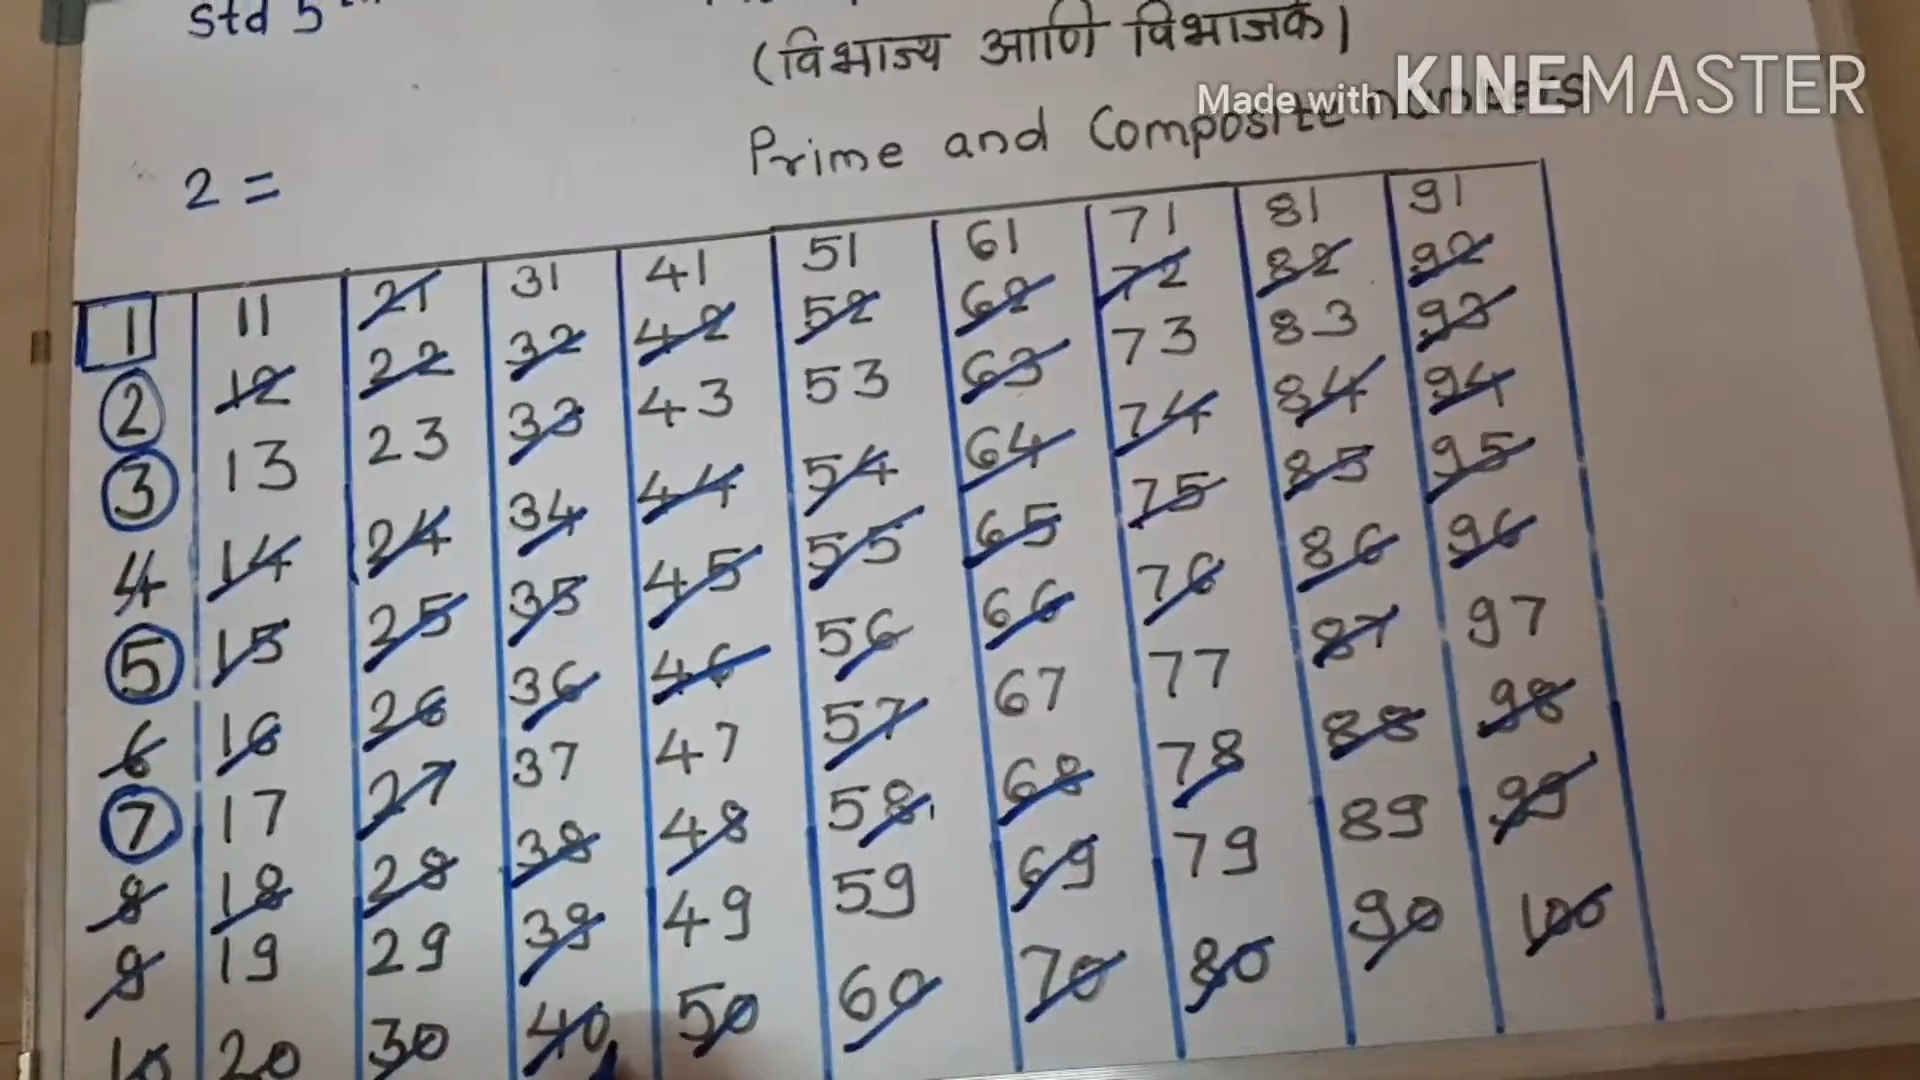 Std 5
(विभाज्य आणि विभाजक)
Made with KINEMASTER
Prime and Composite numbers
2 =
1 11 21 31 41 51 61 71 81 91
2 12 22 32 42 52 62 72 82 92
3 13 23 33 43 53 63 73 83 93
4 14 24 34 44 54 64 74 84 94
5 15 25 35 45 55 65 75 85 95
6 16 26 36 46 56 66 76 86 96
7 17 27 37 47 57 67 77 87 97
8 18 28 38 48 58 68 78 88 98
9 19 29 39 49 59 69 79 89 99
10 20 30 40 50 60 70 80 90 100